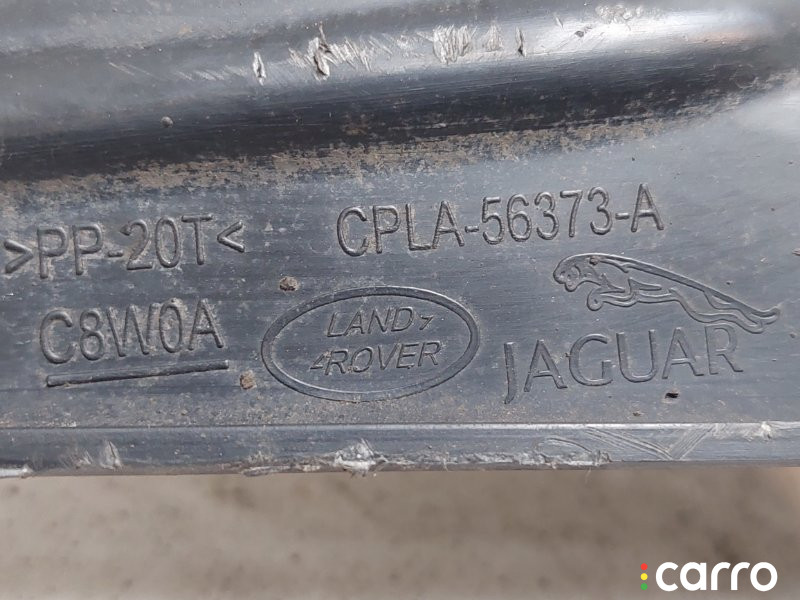 >PP-20T<
CPLA-56373-A
C8W0A
LAND
ROVER
JAGUAR
carro